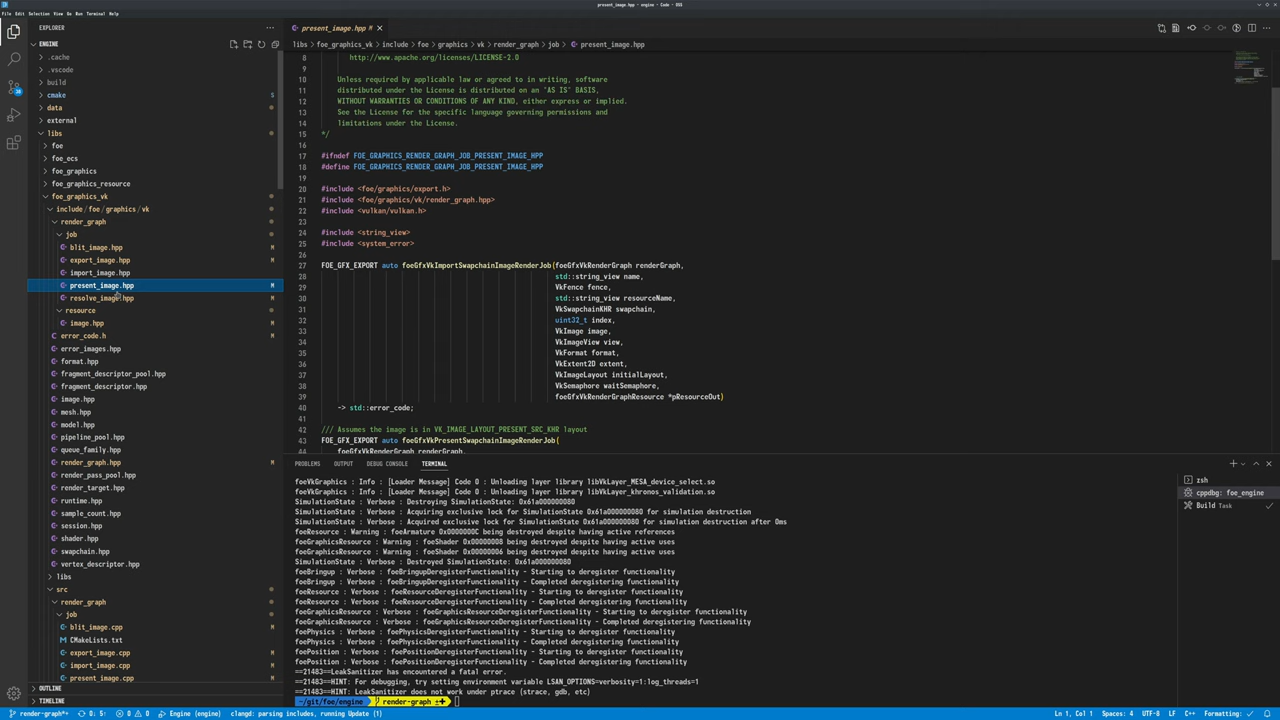 present_image.hpp - engine - Code - OSS
File Edit Selection View Go Run Terminal Help
EXPLORER
ENGINE
.cache
.vscode
build
cmake
data
external
libs
foe
foe_ecs
foe_graphics
foe_graphics_resource
foe_graphics_vk
include / foe / graphics / vk
render_graph
job
blit_image.hpp M
export_image.hpp M
import_image.hpp
present_image.hpp M
resolve_image.hpp M
resource
image.hpp M
error_code.h M
error_images.hpp
format.hpp
fragment_descriptor_pool.hpp
fragment_descriptor.hpp
image.hpp
mesh.hpp
model.hpp
pipeline_pool.hpp
queue_family.hpp
render_graph.hpp M
render_pass_pool.hpp
render_target.hpp
runtime.hpp
sample_count.hpp
session.hpp
shader.hpp
swapchain.hpp
vertex_descriptor.hpp
libs
src
render_graph
job
blit_image.cpp M
CMakeLists.txt
export_image.cpp M
import_image.cpp M
present_image.cpp M
OUTLINE
TIMELINE
present_image.hpp M
libs > foe_graphics_vk > include > foe > graphics > vk > render_graph > job > present_image.hpp
8 http://www.apache.org/licenses/LICENSE-2.0
9
10 Unless required by applicable law or agreed to in writing, software
11 distributed under the License is distributed on an "AS IS" BASIS,
12 WITHOUT WARRANTIES OR CONDITIONS OF ANY KIND, either express or implied.
13 See the License for the specific language governing permissions and
14 limitations under the License.
15 */
16
17 #ifndef FOE_GRAPHICS_RENDER_GRAPH_JOB_PRESENT_IMAGE_HPP
18 #define FOE_GRAPHICS_RENDER_GRAPH_JOB_PRESENT_IMAGE_HPP
19
20 #include <foe/graphics/export.h>
21 #include <foe/graphics/vk/render_graph.hpp>
22 #include <vulkan/vulkan.h>
23
24 #include <string_view>
25 #include <system_error>
26
27 FOE_GFX_EXPORT auto foeGfxVkImportSwapchainImageRenderJob(foeGfxVkRenderGraph renderGraph,
28 std::string_view name,
29 VkFence fence,
30 std::string_view resourceName,
31 VkSwapchainKHR swapchain,
32 uint32_t index,
33 VkImage image,
34 VkImageView view,
35 VkFormat format,
36 VkExtent2D extent,
37 VkImageLayout initialLayout,
38 VkSemaphore waitSemaphore,
39 foeGfxVkRenderGraphResource *pResourceOut)
40 -> std::error_code;
41
42 /// Assumes the image is in VK_IMAGE_LAYOUT_PRESENT_SRC_KHR layout
43 FOE_GFX_EXPORT auto foeGfxVkPresentSwapchainImageRenderJob(
44 foeGfxVkRenderGraph renderGraph,
PROBLEMS OUTPUT DEBUG CONSOLE TERMINAL
foeVkGraphics : Info : [Loader Message] Code 0 : Unloading layer library libVkLayer_MESA_device_select.so
foeVkGraphics : Info : [Loader Message] Code 0 : Unloading layer library libVkLayer_khronos_validation.so
SimulationState : Verbose : Destroying SimulationState: 0x61a000000080
SimulationState : Verbose : Acquiring exclusive lock for SimulationState 0x61a000000080 for simulation destruction
SimulationState : Verbose : Acquired exclusive lock for SimulationState 0x61a000000080 for simulation destruction after 0ms
foeResource : Warning : foeArmature 0x0000000C being destroyed despite having active references
foeGraphicsResource : Warning : foeShader 0x00000008 being destroyed despite having active uses
foeGraphicsResource : Warning : foeShader 0x00000006 being destroyed despite having active uses
SimulationState : Verbose : Destroyed SimulationState: 0x61a000000080
foeBringup : Verbose : foeBringupDeregisterFunctionality - Starting to deregister functionality
foeBringup : Verbose : foeBringupDeregisterFunctionality - Completed deregistering functionality
foeResource : Verbose : foeResourceDeregisterFunctionality - Starting to deregister functionality
foeResource : Verbose : foeResourceDeregisterFunctionality - Completed deregistering functionality
foeGraphicsResource : Verbose : foeGraphicsResourceDeregisterFunctionality - Starting to deregister functionality
foeGraphicsResource : Verbose : foeGraphicsResourceDeregisterFunctionality - Completed deregistering functionality
foePhysics : Verbose : foePhysicsDeregisterFunctionality - Starting to deregister functionality
foePhysics : Verbose : foePhysicsDeregisterFunctionality - Completed deregistering functionality
foePosition : Verbose : foePositionDeregisterFunctionality - Starting to deregister functionality
foePosition : Verbose : foePositionDeregisterFunctionality - Completed deregistering functionality
==21483==LeakSanitizer has encountered a fatal error.
==21483==HINT: For debugging, try setting environment variable LSAN_OPTIONS=verbosity=1:log_threads=1
==21483==HINT: LeakSanitizer does not work under ptrace (strace, gdb, etc)
~/git/foe/engine render-graph
zsh
cppdbg: foe_engine
Build Task
render-graph*+ 0↓ 5↑ 0 0 Engine (engine) clangd: parsing includes, running Update (1) Ln 1, Col 1 Spaces: 4 UTF-8 LF C++ Formatting: ✓